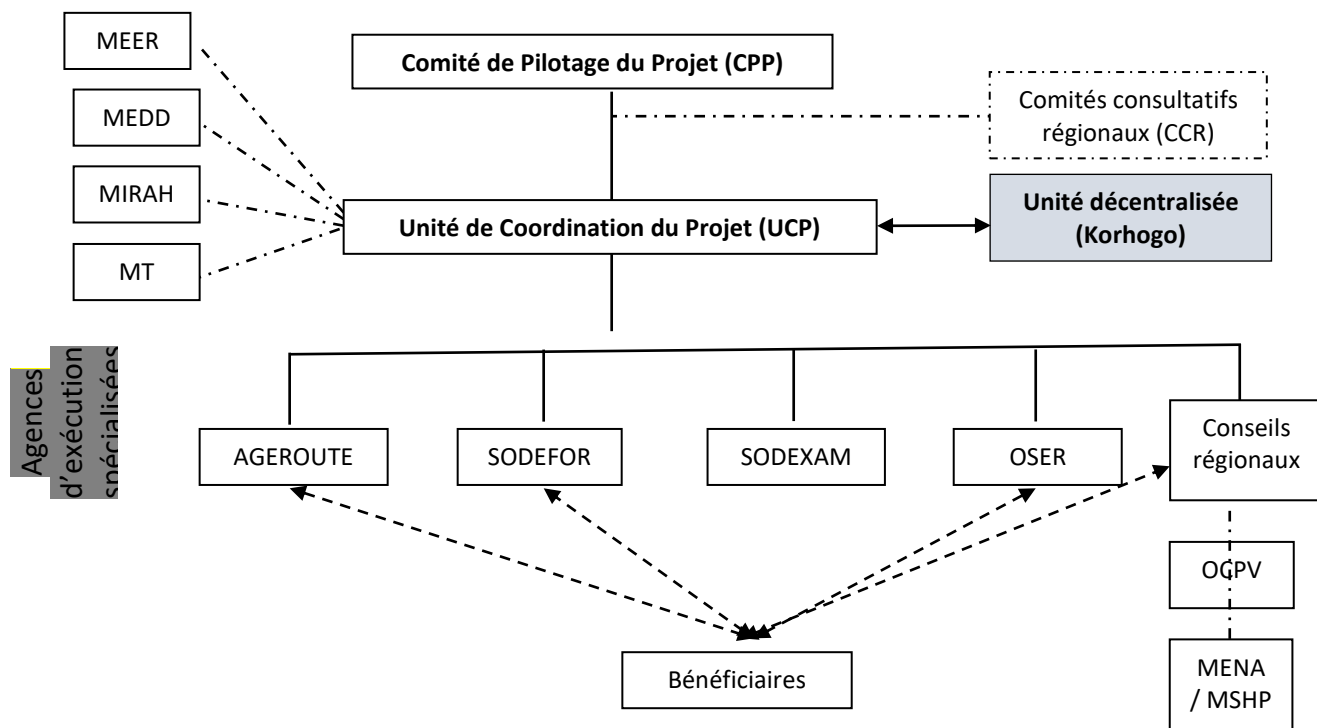 MEER
Comité de Pilotage du Projet (CPP)
MEDD
Comités consultatifs
régionaux (CCR)
MIRAH
Unité de Coordination du Projet (UCP)
Unité décentralisée
(Korhogo)
MT
Agences
d'exécution
spécialisées
AGEROUTE
SODEFOR
SODEXAM
OSER
Conseils
régionaux
OCPV
Bénéficiaires
MENA
/ MSHP